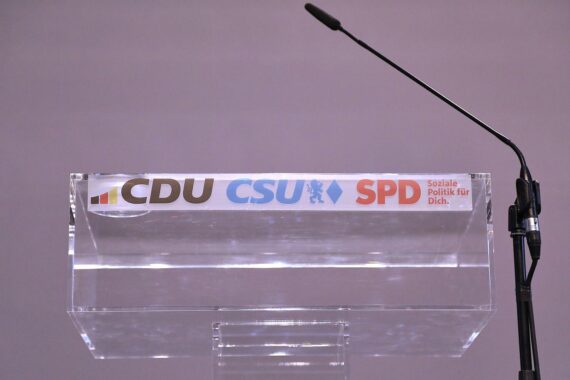 CDU CSU SPD Soziale
Politik für
Dich.